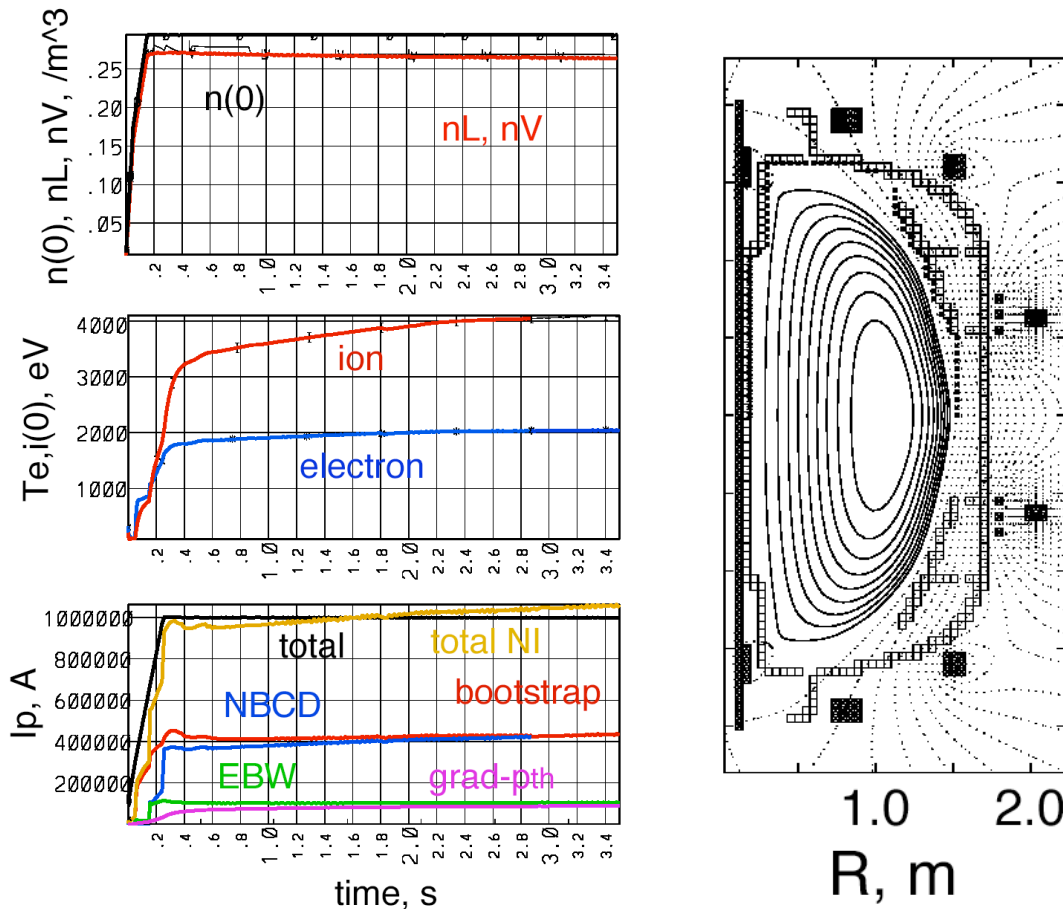 n(0), nL, nV, /m^3
.25
.20
.15
.10
.05
n(0)
nL, nV
.2 .4 .6 .8 1.0 1.2 1.4 1.6 1.8 2.0 2.2 2.4 2.6 2.8 3.0 3.2 3.4
Te,i(0), eV
4000
3000
2000
1000
ion
electron
.2 .4 .6 .8 1.0 1.2 1.4 1.6 1.8 2.0 2.2 2.4 2.6 2.8 3.0 3.2 3.4
Ip, A
1000000
800000
600000
400000
200000
total
total NI
NBCD
bootstrap
EBW
grad-pth
.2 .4 .6 .8 1.0 1.2 1.4 1.6 1.8 2.0 2.2 2.4 2.6 2.8 3.0 3.2 3.4
time, s
1.0 2.0
R, m